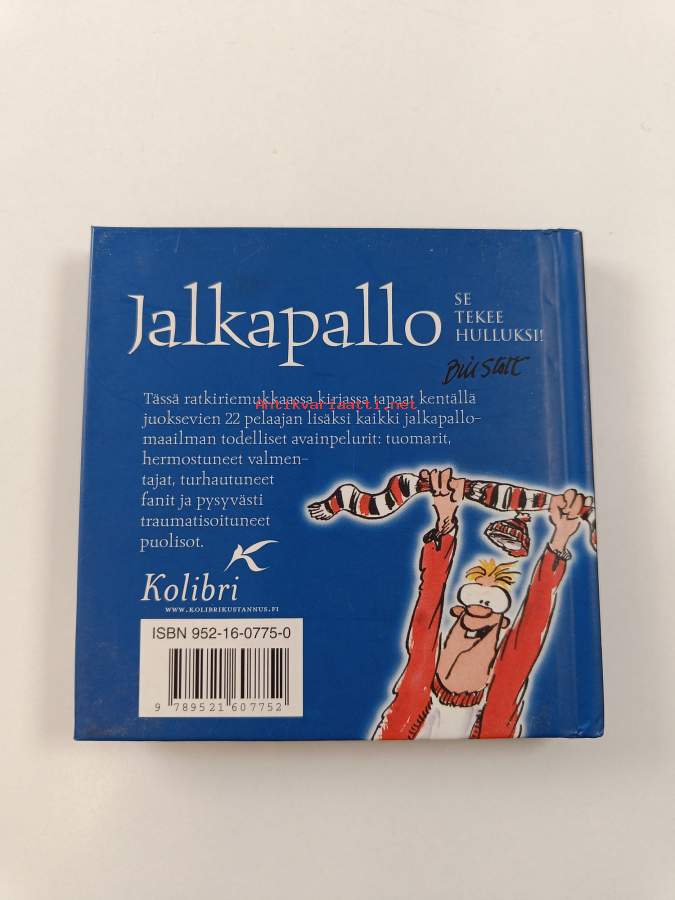 Jalkapallo
SE
TEKEE
HULLUKSI!
Bill Stott
Tässä ratkiriemukkaassa kirjassa tapaat kentällä
Antikvariaatti.net
juoksevien 22 pelaajan lisäksi kaikki jalkapallo-
maailman todelliset avainpelurit: tuomarit,
hermostuneet valmen-
tajat, turhautuneet
fanit ja pysyvästi
traumatisoituneet
puolisot.
Kolibri
WWW.KOLIBRIKUSTANNUS.FI
ISBN 952-16-0775-0
9 789521 607752